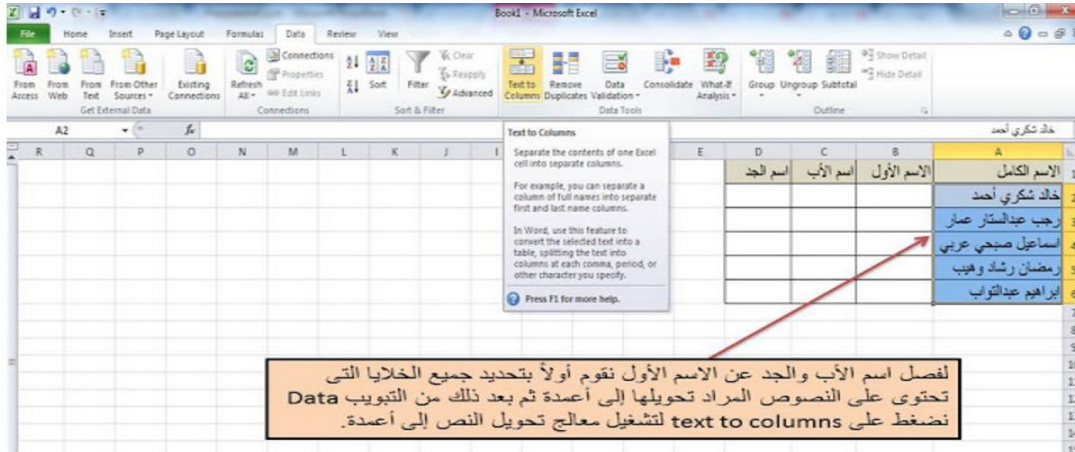 Book1 - Microsoft Excel
File Home Insert Page Layout Formulas Data Review View
From Access
From Web
From Text
From Other Sources
Existing Connections
Get External Data
Refresh All
Connections
Properties
Edit Links
Connections
Sort
Filter
Clear
Reapply
Advanced
Sort & Filter
Text to Columns
Remove Duplicates
Data Validation
Consolidate
What-If Analysis
Data Tools
Group
Ungroup
Subtotal
Show Detail
Hide Detail
Outline
A2
fx
خالد شكري أحمد
R Q P O N M L K J I E D C B A
الاسم الكامل الاسم الأول اسم الأب اسم الجد
خالد شكري أحمد
رجب عبدالستار عمار
اسماعيل صبحي عربي
رمضان رشاد وهيب
ابراهيم عبدالتواب
Text to Columns
Separate the contents of one Excel
cell into separate columns.
For example, you can separate a
column of full names into separate
first and last name columns.
In Word, use this feature to
convert the selected text into a
table, splitting the text into
columns at each comma, period, or
other character you specify.
Press F1 for more help.
لفصل اسم الأب والجد عن الاسم الأول نقوم أولاً بتحديد جميع الخلايا التى
تحتوى على النصوص المراد تحويلها إلى أعمدة ثم بعد ذلك من التبويب Data
نضغط على text to columns لتشغيل معالج تحويل النص إلى أعمدة.